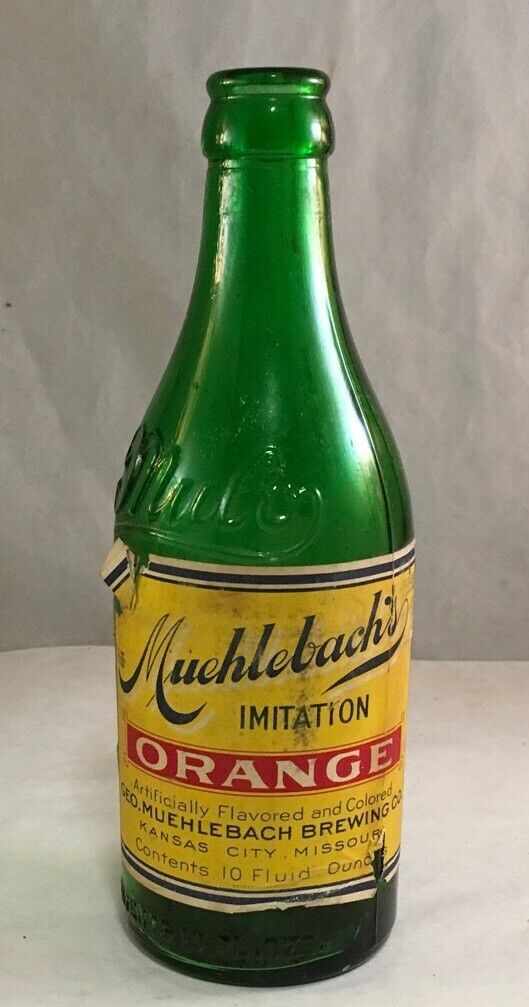 Muehlebach's
IMITATION
ORANGE
Artificially Flavored and Colored
GEO. MUEHLEBACH BREWING CO.
KANSAS CITY, MISSOURI
Contents 10 Fluid Ounces